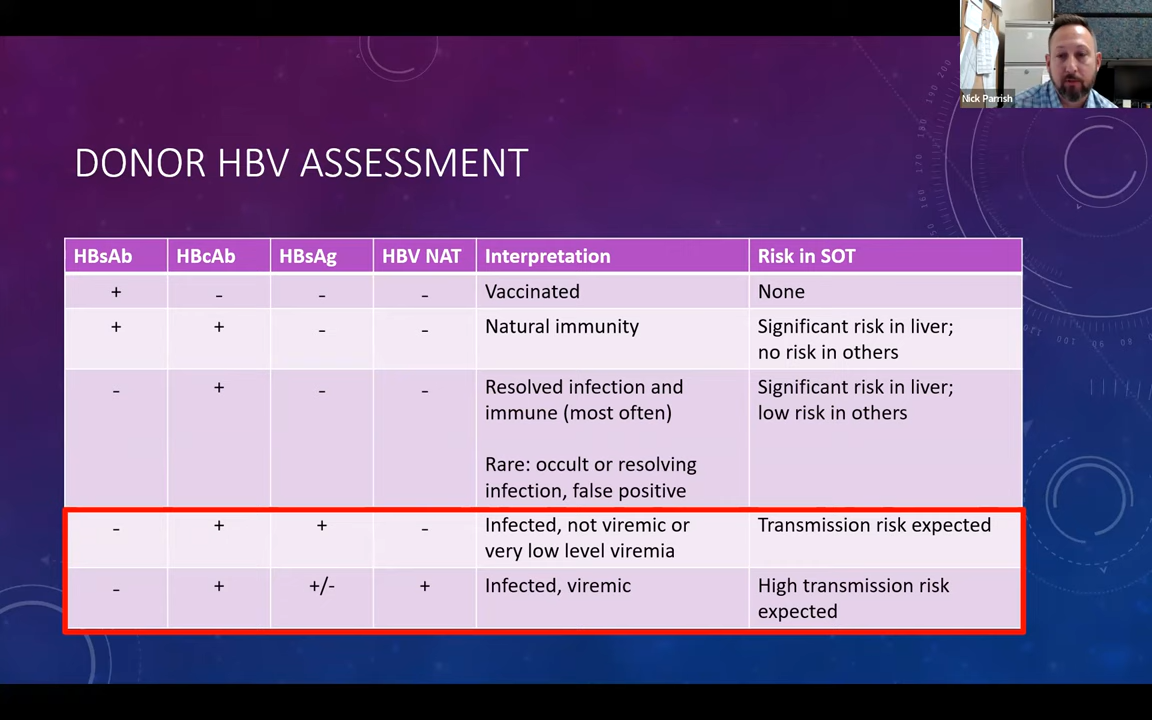 Nick Parrish
DONOR HBV ASSESSMENT
HBsAb HBcAb HBsAg HBV NAT Interpretation Risk in SOT
+ - - - Vaccinated None
+ + - - Natural immunity Significant risk in liver;
no risk in others
- + - - Resolved infection and Significant risk in liver;
immune (most often) low risk in others
Rare: occult or resolving
infection, false positive
- + + - Infected, not viremic or Transmission risk expected
very low level viremia
- + +/- + Infected, viremic High transmission risk
expected